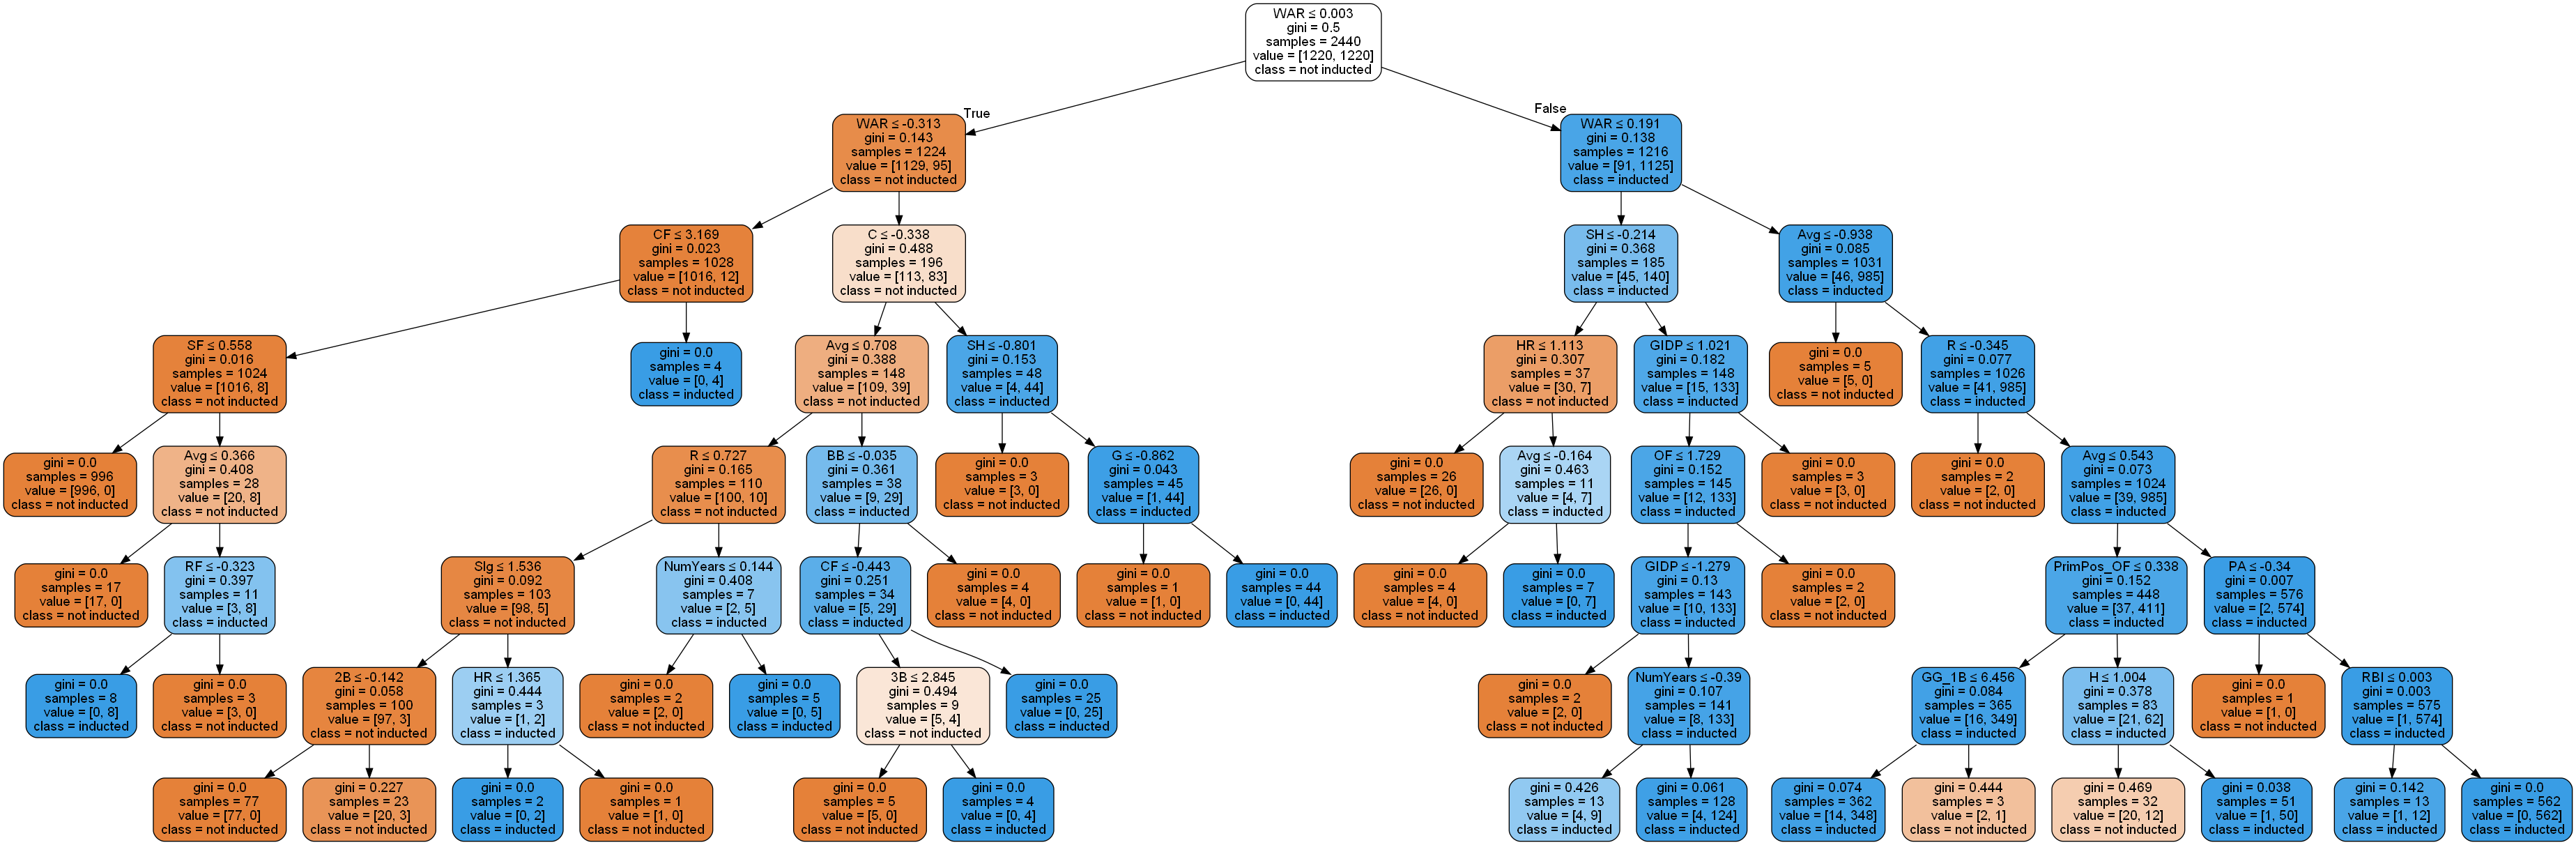 WAR ≤ 0.003
gini = 0.5
samples = 2440
value = [1220, 1220]
class = not inducted
True
False
WAR ≤ -0.313
gini = 0.143
samples = 1224
value = [1129, 95]
class = not inducted
WAR ≤ 0.191
gini = 0.138
samples = 1216
value = [91, 1125]
class = inducted
CF ≤ 3.169
gini = 0.023
samples = 1028
value = [1016, 12]
class = not inducted
C ≤ -0.338
gini = 0.488
samples = 196
value = [113, 83]
class = not inducted
SH ≤ -0.214
gini = 0.368
samples = 185
value = [45, 140]
class = inducted
Avg ≤ -0.938
gini = 0.085
samples = 1031
value = [46, 985]
class = inducted
SF ≤ 0.558
gini = 0.016
samples = 1024
value = [1016, 8]
class = not inducted
gini = 0.0
samples = 4
value = [0, 4]
class = inducted
Avg ≤ 0.708
gini = 0.388
samples = 148
value = [109, 39]
class = not inducted
SH ≤ -0.801
gini = 0.153
samples = 48
value = [4, 44]
class = inducted
HR ≤ 1.113
gini = 0.307
samples = 37
value = [30, 7]
class = not inducted
GIDP ≤ 1.021
gini = 0.182
samples = 148
value = [15, 133]
class = inducted
gini = 0.0
samples = 5
value = [5, 0]
class = not inducted
R ≤ -0.345
gini = 0.077
samples = 1026
value = [41, 985]
class = inducted
gini = 0.0
samples = 996
value = [996, 0]
class = not inducted
Avg ≤ 0.366
gini = 0.408
samples = 28
value = [20, 8]
class = not inducted
R ≤ 0.727
gini = 0.165
samples = 110
value = [100, 10]
class = not inducted
BB ≤ -0.035
gini = 0.361
samples = 38
value = [9, 29]
class = inducted
gini = 0.0
samples = 3
value = [3, 0]
class = not inducted
G ≤ -0.862
gini = 0.043
samples = 45
value = [1, 44]
class = inducted
gini = 0.0
samples = 26
value = [26, 0]
class = not inducted
Avg ≤ -0.164
gini = 0.463
samples = 11
value = [4, 7]
class = inducted
OF ≤ 1.729
gini = 0.152
samples = 145
value = [12, 133]
class = inducted
gini = 0.0
samples = 3
value = [3, 0]
class = not inducted
gini = 0.0
samples = 2
value = [2, 0]
class = not inducted
Avg ≤ 0.543
gini = 0.073
samples = 1024
value = [39, 985]
class = inducted
gini = 0.0
samples = 17
value = [17, 0]
class = not inducted
RF ≤ -0.323
gini = 0.397
samples = 11
value = [3, 8]
class = inducted
Slg ≤ 1.536
gini = 0.092
samples = 103
value = [98, 5]
class = not inducted
NumYears ≤ 0.144
gini = 0.408
samples = 7
value = [2, 5]
class = inducted
CF ≤ -0.443
gini = 0.251
samples = 34
value = [5, 29]
class = inducted
gini = 0.0
samples = 4
value = [4, 0]
class = not inducted
gini = 0.0
samples = 1
value = [1, 0]
class = not inducted
gini = 0.0
samples = 44
value = [0, 44]
class = inducted
gini = 0.0
samples = 4
value = [4, 0]
class = not inducted
gini = 0.0
samples = 7
value = [0, 7]
class = inducted
GIDP ≤ -1.279
gini = 0.13
samples = 143
value = [10, 133]
class = inducted
gini = 0.0
samples = 2
value = [2, 0]
class = not inducted
PrimPos_OF ≤ 0.338
gini = 0.152
samples = 448
value = [37, 411]
class = inducted
PA ≤ -0.34
gini = 0.007
samples = 576
value = [2, 574]
class = inducted
gini = 0.0
samples = 8
value = [0, 8]
class = inducted
gini = 0.0
samples = 3
value = [3, 0]
class = not inducted
2B ≤ -0.142
gini = 0.058
samples = 100
value = [97, 3]
class = not inducted
HR ≤ 1.365
gini = 0.444
samples = 3
value = [1, 2]
class = inducted
gini = 0.0
samples = 2
value = [2, 0]
class = not inducted
gini = 0.0
samples = 5
value = [0, 5]
class = inducted
3B ≤ 2.845
gini = 0.494
samples = 9
value = [5, 4]
class = not inducted
gini = 0.0
samples = 25
value = [0, 25]
class = inducted
gini = 0.0
samples = 2
value = [2, 0]
class = not inducted
NumYears ≤ -0.39
gini = 0.107
samples = 141
value = [8, 133]
class = inducted
GG_1B ≤ 6.456
gini = 0.084
samples = 365
value = [16, 349]
class = inducted
H ≤ 1.004
gini = 0.378
samples = 83
value = [21, 62]
class = inducted
gini = 0.0
samples = 1
value = [1, 0]
class = not inducted
RBI ≤ 0.003
gini = 0.003
samples = 575
value = [1, 574]
class = inducted
gini = 0.0
samples = 77
value = [77, 0]
class = not inducted
gini = 0.227
samples = 23
value = [20, 3]
class = not inducted
gini = 0.0
samples = 2
value = [0, 2]
class = inducted
gini = 0.0
samples = 1
value = [1, 0]
class = not inducted
gini = 0.0
samples = 5
value = [5, 0]
class = not inducted
gini = 0.0
samples = 4
value = [0, 4]
class = inducted
gini = 0.426
samples = 13
value = [4, 9]
class = inducted
gini = 0.061
samples = 128
value = [4, 124]
class = inducted
gini = 0.074
samples = 362
value = [14, 348]
class = inducted
gini = 0.444
samples = 3
value = [2, 1]
class = not inducted
gini = 0.469
samples = 32
value = [20, 12]
class = not inducted
gini = 0.038
samples = 51
value = [1, 50]
class = inducted
gini = 0.142
samples = 13
value = [1, 12]
class = inducted
gini = 0.0
samples = 562
value = [0, 562]
class = inducted